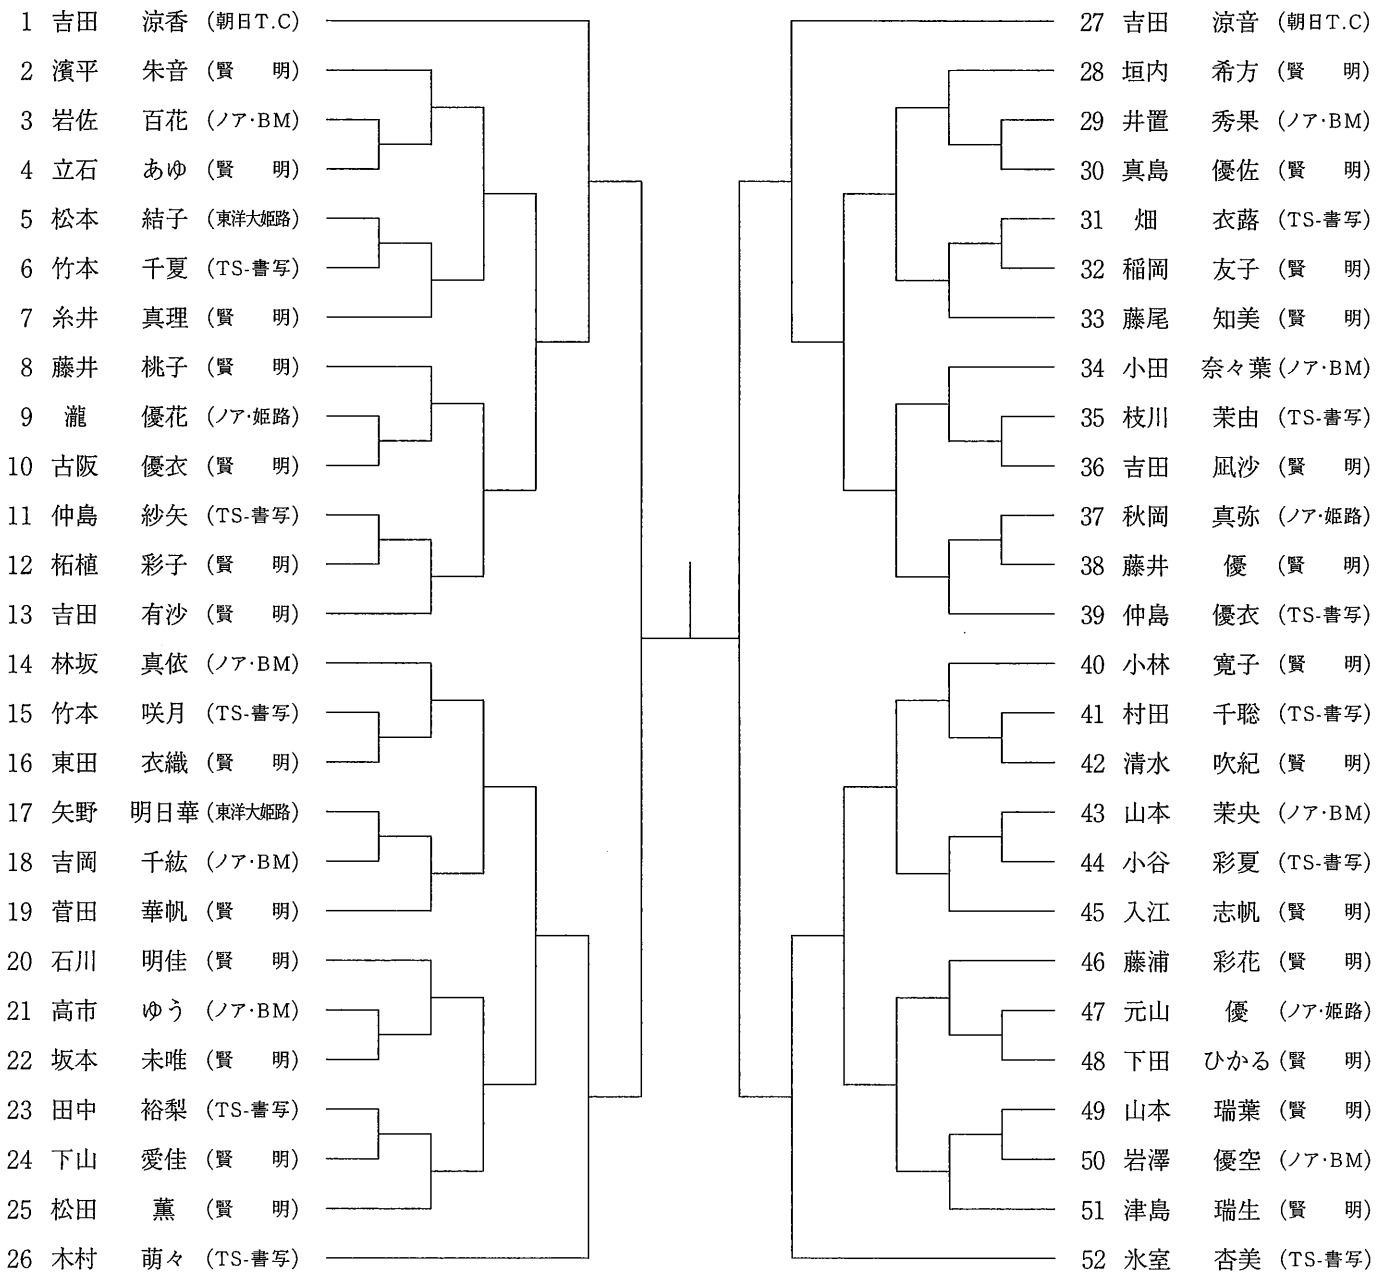 1 吉田 涼香 (朝日T.C)
2 濱平 朱音 (賢 明)
3 岩佐 百花 (ノア・BM)
4 立石 あゆ (賢 明)
5 松本 結子 (東洋大姫路)
6 竹本 千夏 (TS-書写)
7 糸井 真理 (賢 明)
8 藤井 桃子 (賢 明)
9 瀧 優花 (ノア・姫路)
10 古阪 優衣 (賢 明)
11 仲島 紗矢 (TS-書写)
12 柘植 彩子 (賢 明)
13 吉田 有沙 (賢 明)
14 林坂 真依 (ノア・BM)
15 竹本 咲月 (TS-書写)
16 東田 衣織 (賢 明)
17 矢野 明日華 (東洋大姫路)
18 吉岡 千紘 (ノア・BM)
19 菅田 華帆 (賢 明)
20 石川 明佳 (賢 明)
21 高市 ゆう (ノア・BM)
22 坂本 未唯 (賢 明)
23 田中 裕梨 (TS-書写)
24 下山 愛佳 (賢 明)
25 松田 薫 (賢 明)
26 木村 萌々 (TS-書写)
27 吉田 涼音 (朝日T.C)
28 垣内 希方 (賢 明)
29 井置 秀果 (ノア・BM)
30 真島 優佐 (賢 明)
31 畑 衣蕗 (TS-書写)
32 稲岡 友子 (賢 明)
33 藤尾 知美 (賢 明)
34 小田 奈々葉 (ノア・BM)
35 枝川 茉由 (TS-書写)
36 吉田 凪沙 (賢 明)
37 秋岡 真弥 (ノア・姫路)
38 藤井 優 (賢 明)
39 仲島 優衣 (TS-書写)
40 小林 寛子 (賢 明)
41 村田 千聡 (TS-書写)
42 清水 吹紀 (賢 明)
43 山本 茉央 (ノア・BM)
44 小谷 彩夏 (TS-書写)
45 入江 志帆 (賢 明)
46 藤浦 彩花 (賢 明)
47 元山 優 (ノア・姫路)
48 下田 ひかる (賢 明)
49 山本 瑞葉 (賢 明)
50 岩澤 優空 (ノア・BM)
51 津島 瑞生 (賢 明)
52 氷室 杏美 (TS-書写)